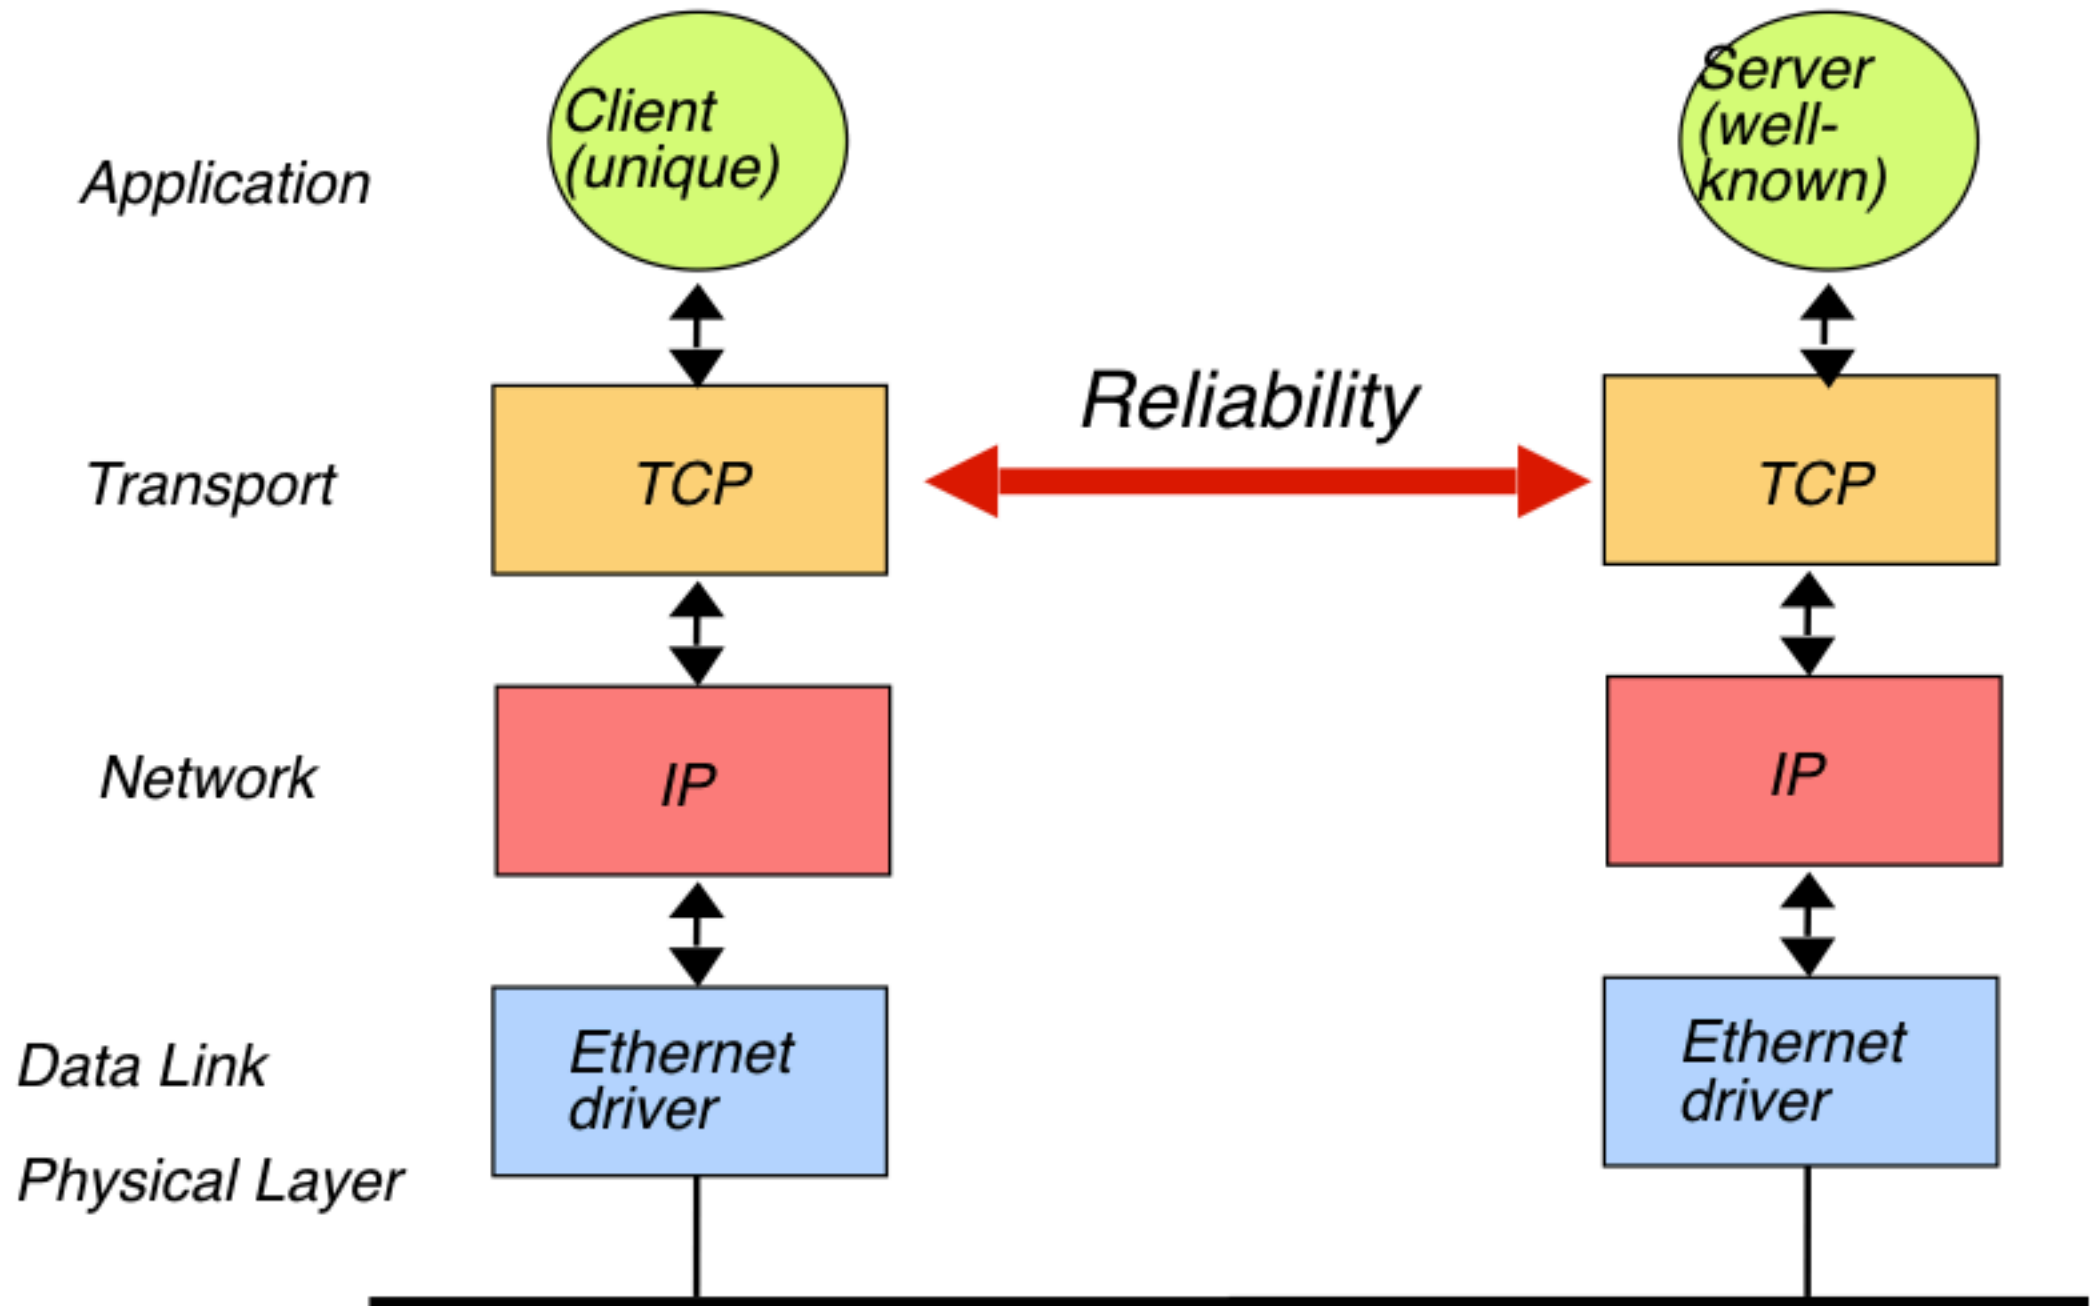 Client
(unique)
Server
(well-
known)
Application
Reliability
Transport
TCP
TCP
Network
IP
IP
Data Link
Ethernet
driver
Ethernet
driver
Physical Layer